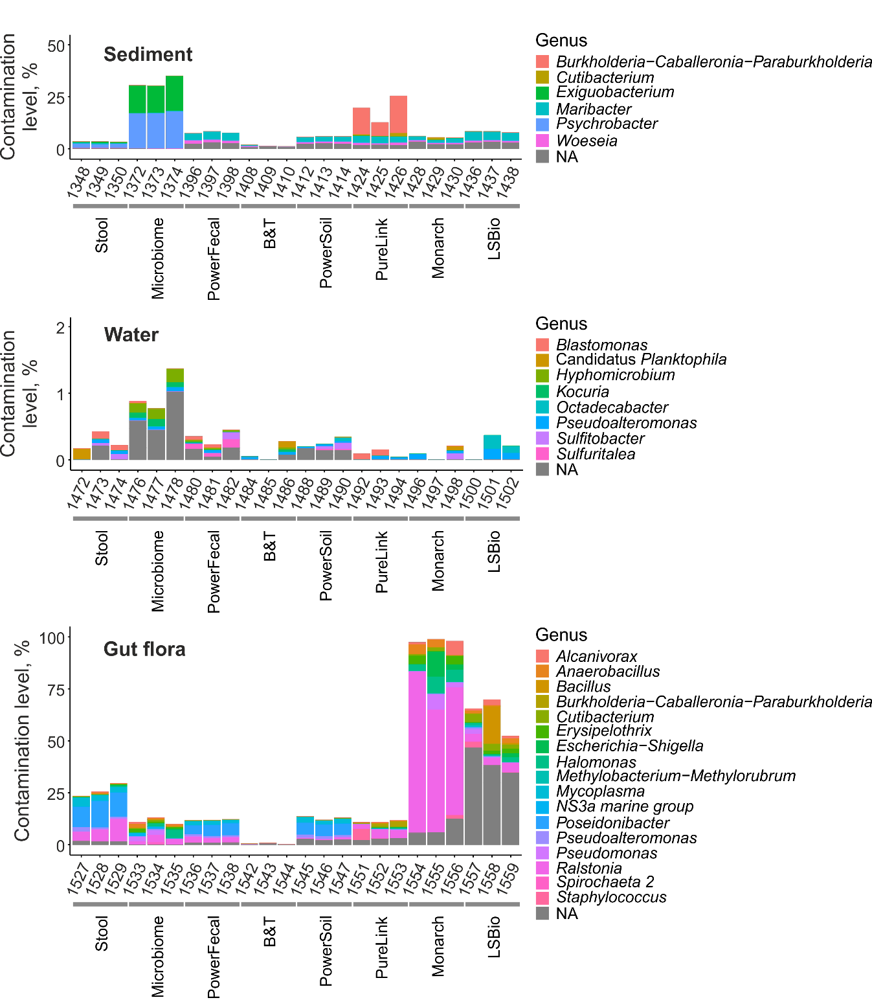 Contamination
level, %
50
25
0
Sediment
1348
1349
1350
1372
1373
1374
1396
1397
1398
1408
1409
1410
1412
1413
1414
1424
1425
1426
1428
1429
1430
1436
1437
1438
Stool
Microbiome
PowerFecal
B&T
PowerSoil
PureLink
Monarch
LSBio
Genus
Burkholderia−Caballeronia−Paraburkholderia
Cutibacterium
Exiguobacterium
Maribacter
Psychrobacter
Woeseia
NA
Contamination
level, %
2
1
0
Water
1472
1473
1474
1476
1477
1478
1480
1481
1482
1484
1485
1486
1488
1489
1490
1492
1493
1494
1496
1497
1498
1500
1501
1502
Stool
Microbiome
PowerFecal
B&T
PowerSoil
PureLink
Monarch
LSBio
Genus
Blastomonas
Candidatus Planktophila
Hyphomicrobium
Kocuria
Octadecabacter
Pseudoalteromonas
Sulfitobacter
Sulfuritalea
NA
Contamination level, %
100
75
50
25
0
Gut flora
1527
1528
1529
1533
1534
1535
1536
1537
1538
1542
1543
1544
1545
1546
1547
1551
1552
1553
1554
1555
1556
1557
1558
1559
Stool
Microbiome
PowerFecal
B&T
PowerSoil
PureLink
Monarch
LSBio
Genus
Alcanivorax
Anaerobacillus
Bacillus
Burkholderia−Caballeronia−Paraburkholderia
Cutibacterium
Erysipelothrix
Escherichia−Shigella
Halomonas
Methylobacterium−Methylorubrum
Mycoplasma
NS3a marine group
Poseidonibacter
Pseudoalteromonas
Pseudomonas
Ralstonia
Spirochaeta 2
Staphylococcus
NA